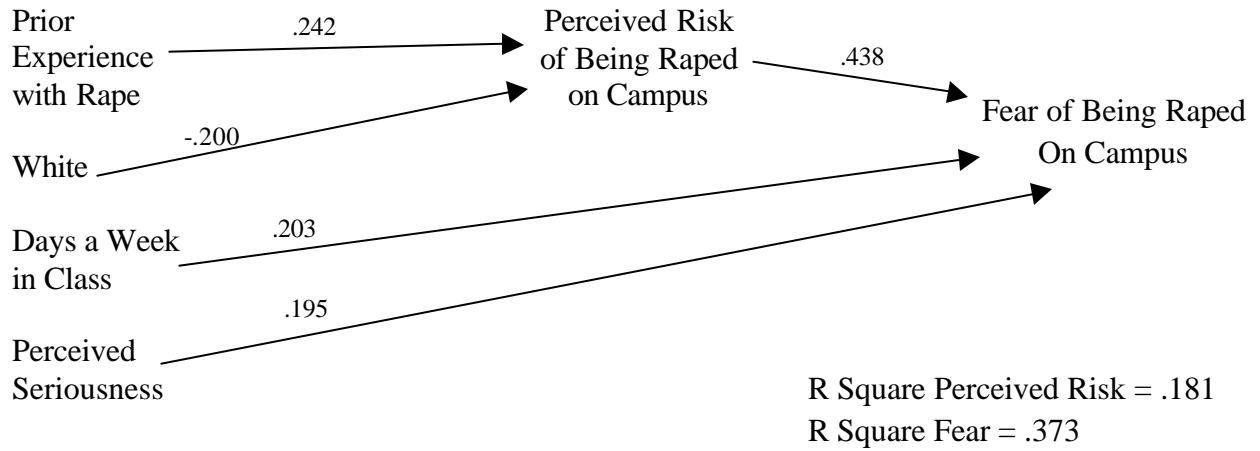 Prior
Experience
with Rape
.242
Perceived Risk
of Being Raped
on Campus
.438
Fear of Being Raped
On Campus
White
-.200
Days a Week
in Class
.203
Perceived
Seriousness
.195
R Square Perceived Risk = .181
R Square Fear = .373